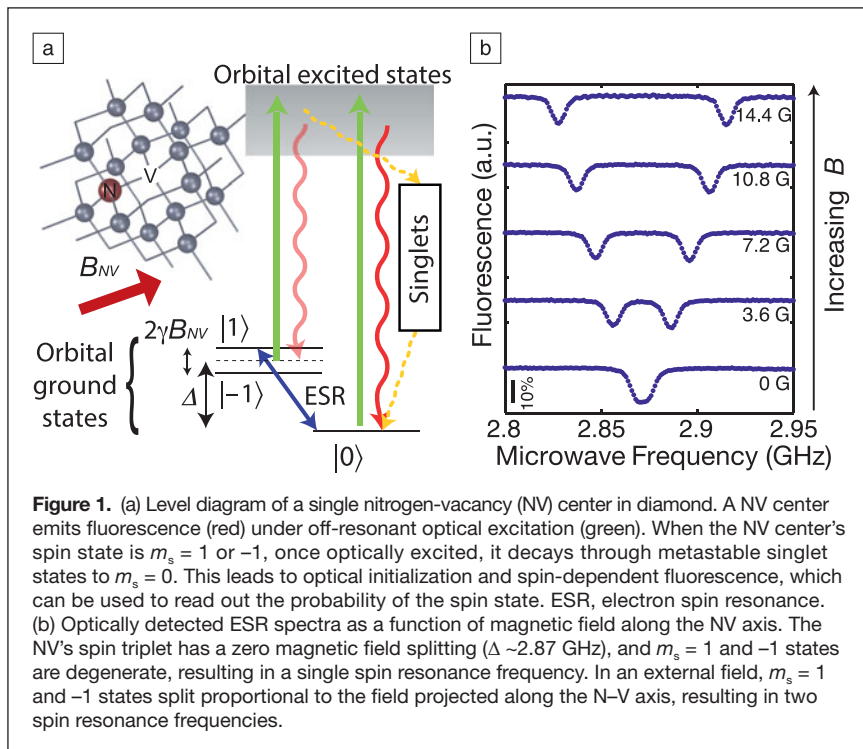 a
Orbital excited states
N
V
B_NV
Singlets
2γB_NV
|1⟩
Orbital
ground
states
{
Δ
|−1⟩
ESR
|0⟩
b
Fluorescence (a.u.)
14.4 G
10.8 G
7.2 G
3.6 G
0 G
10%
2.8 2.85 2.9 2.95
Microwave Frequency (GHz)
Increasing B
Figure 1. (a) Level diagram of a single nitrogen-vacancy (NV) center in diamond. A NV center
emits fluorescence (red) under off-resonant optical excitation (green). When the NV center's
spin state is m_s = 1 or –1, once optically excited, it decays through metastable singlet
states to m_s = 0. This leads to optical initialization and spin-dependent fluorescence, which
can be used to read out the probability of the spin state. ESR, electron spin resonance.
(b) Optically detected ESR spectra as a function of magnetic field along the NV axis. The
NV's spin triplet has a zero magnetic field splitting (Δ ~2.87 GHz), and m_s = 1 and –1 states
are degenerate, resulting in a single spin resonance frequency. In an external field, m_s = 1
and –1 states split proportional to the field projected along the N–V axis, resulting in two
spin resonance frequencies.